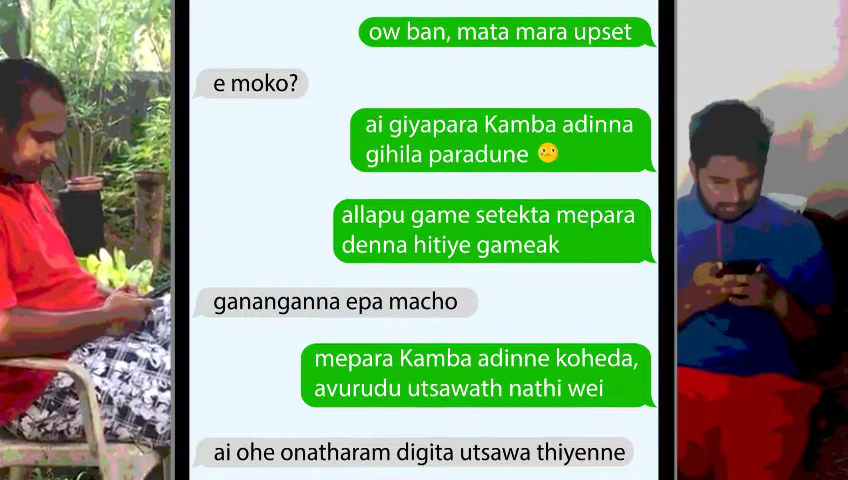 ow ban, mata mara upset
e moko?
ai giyapara Kamba adinna
gihila paradune 😢
allapu game setekta mepara
denna hitiye gameak
gananganna epa macho
mepara Kamba adinne koheda,
avurudu utsawath nathi wei
ai ohe onatharam digita utsawa thiyenne